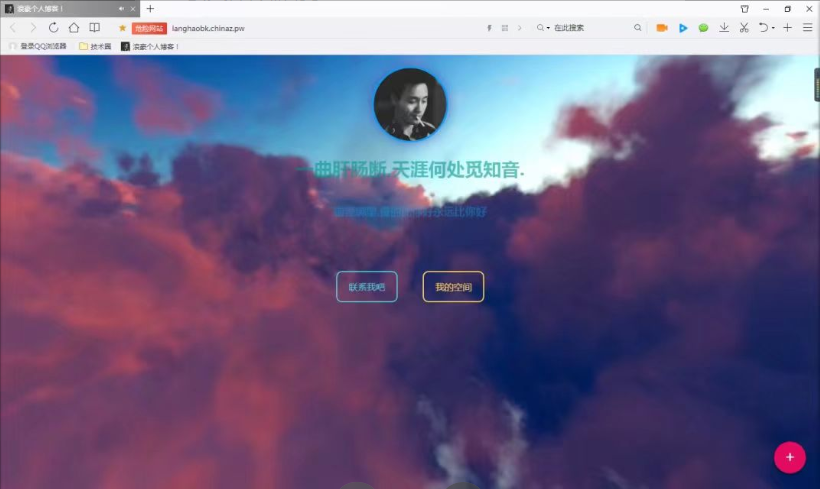 浪豪个人博客！
危险网站
langhaobk.chinaz.pw
在此搜索
登录QQ浏览器
技术篇
浪豪个人博客！
一曲肝肠断,天涯何处觅知音.
联系我吧
我的空间